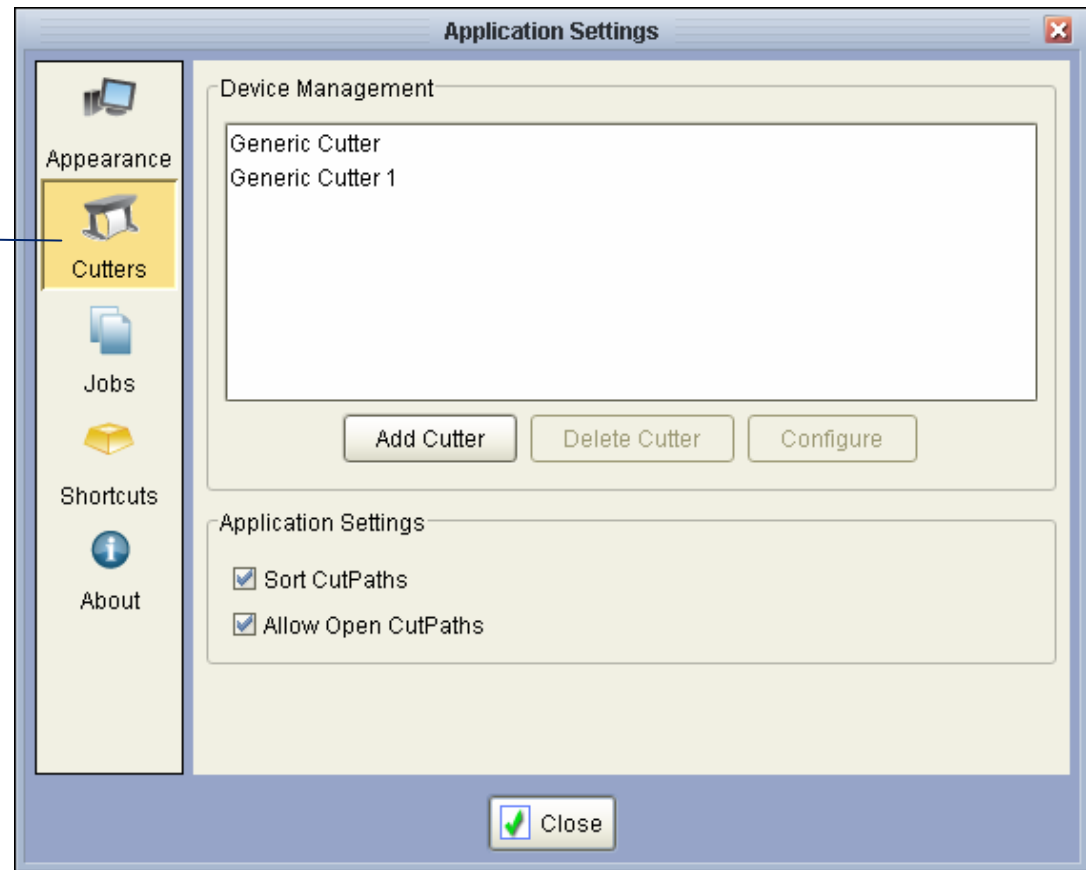 Application Settings
Appearance
Cutters
Jobs
Shortcuts
About
Device Management
Generic Cutter
Generic Cutter 1
Add Cutter Delete Cutter Configure
Application Settings
Sort CutPaths
Allow Open CutPaths
Close